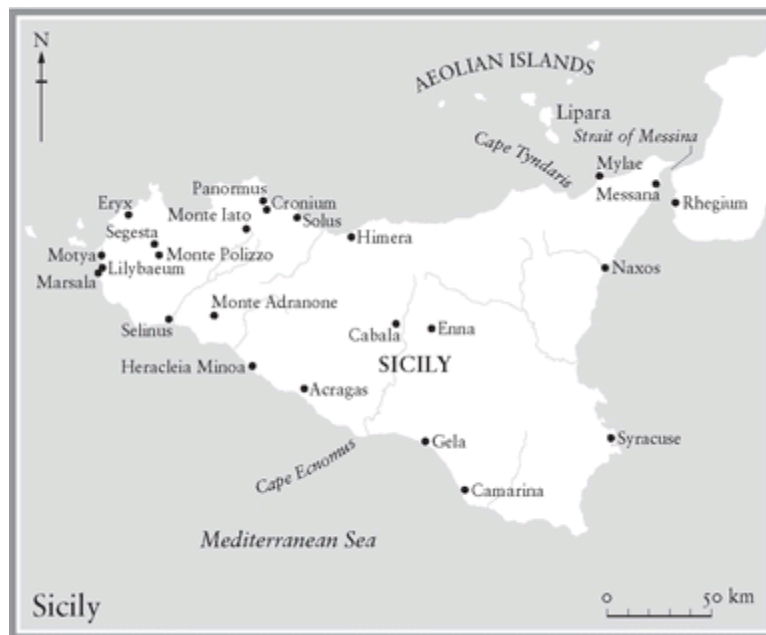 N
AEOLIAN ISLANDS
Lipara
Strait of Messina
Cape Tyndaris
Mylae
Messana
Rhegium
Panormus
Cronium
Eryx
Monte Iato
Solus
Segesta
Himera
Motya
Monte Polizzo
Lilybaeum
Naxos
Marsala
Monte Adranone
Selinus
Cabala
Enna
SICILY
Heracleia Minoa
Acragas
Gela
Syracuse
Cape Ecnomus
Camarina
Mediterranean Sea
Sicily
0 50 km